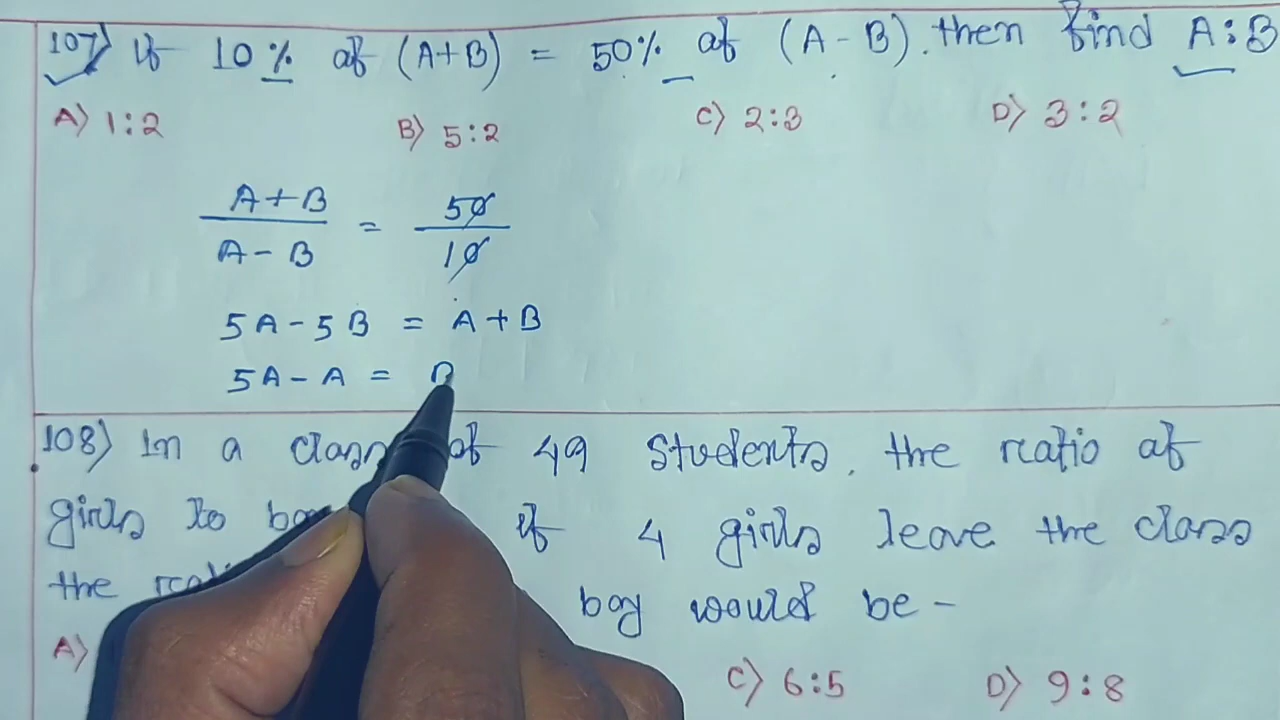 107) If 10% of (A+B) = 50% of (A - B). then find A:B
A) 1:2 B) 5:2 C) 2:3 D) 3:2
A+B / A-B = 50 / 10
5A - 5B = A + B
5A - A =
108) In a class of 49 students. the ratio of
girls to if 4 girls leave the class
the boy would be -
A) C) 6:5 D) 9:8